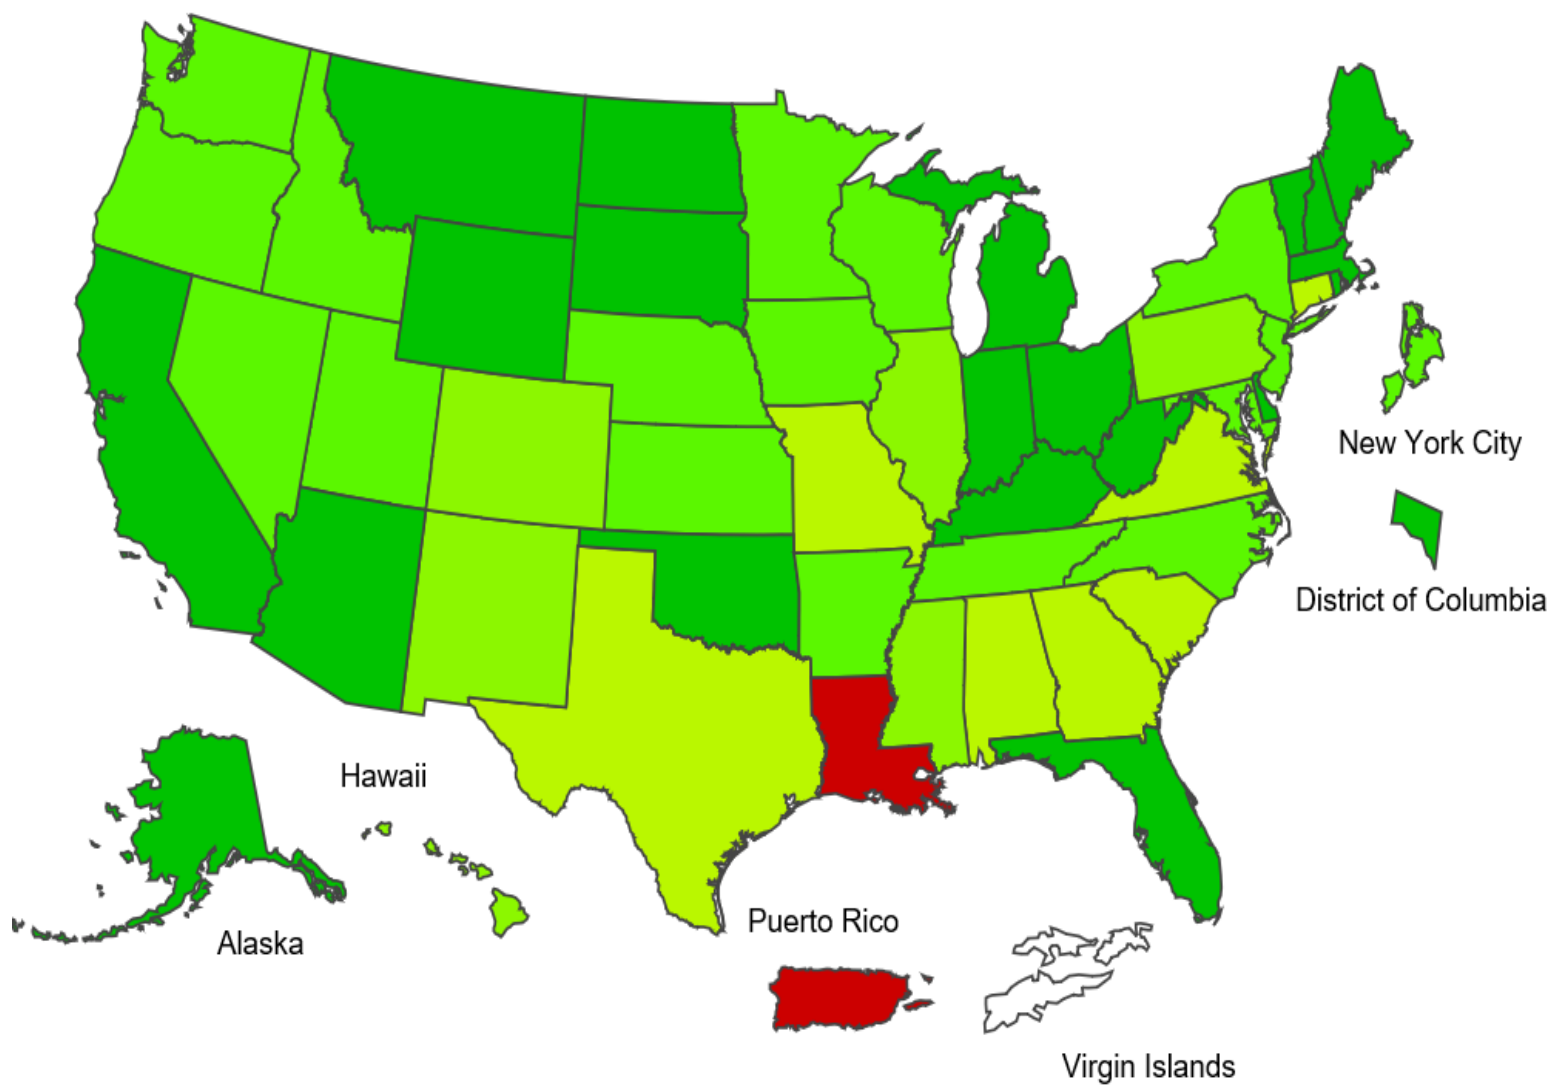 New York City
District of Columbia
Hawaii
Alaska
Puerto Rico
Virgin Islands